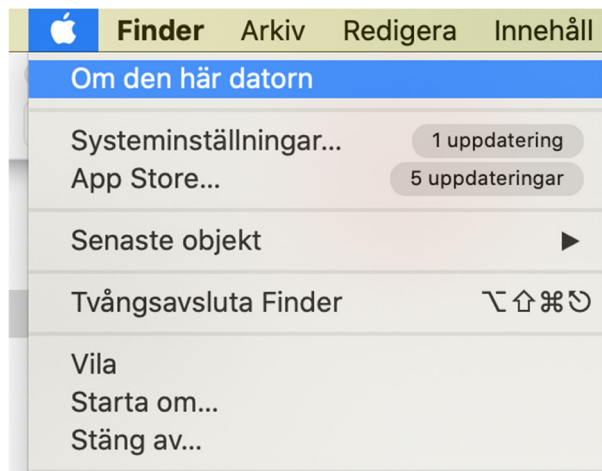 Finder Arkiv Redigera Innehåll
Om den här datorn
Systeminställningar... 1 uppdatering
App Store... 5 uppdateringar
Senaste objekt ▶
Tvångsavsluta Finder ⌥⇧⌘⎋
Vila
Starta om...
Stäng av...